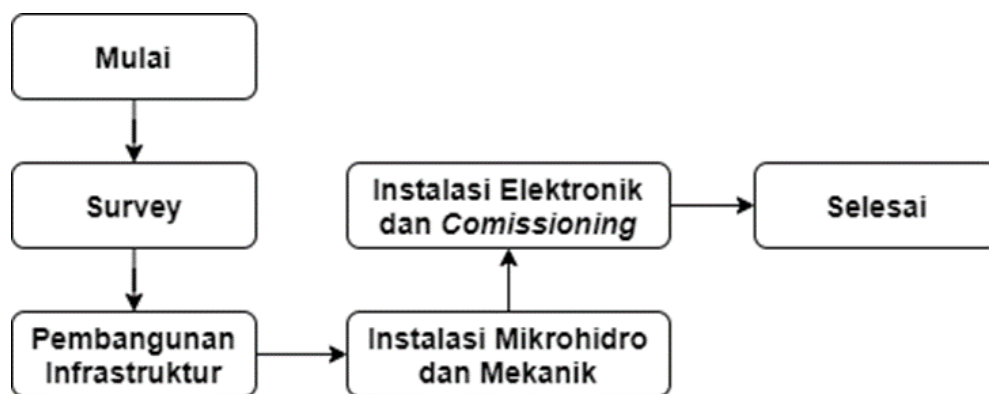 Mulai
Survey
Pembangunan
Infrastruktur
Instalasi Mikrohidro
dan Mekanik
Instalasi Elektronik
dan Comissioning
Selesai